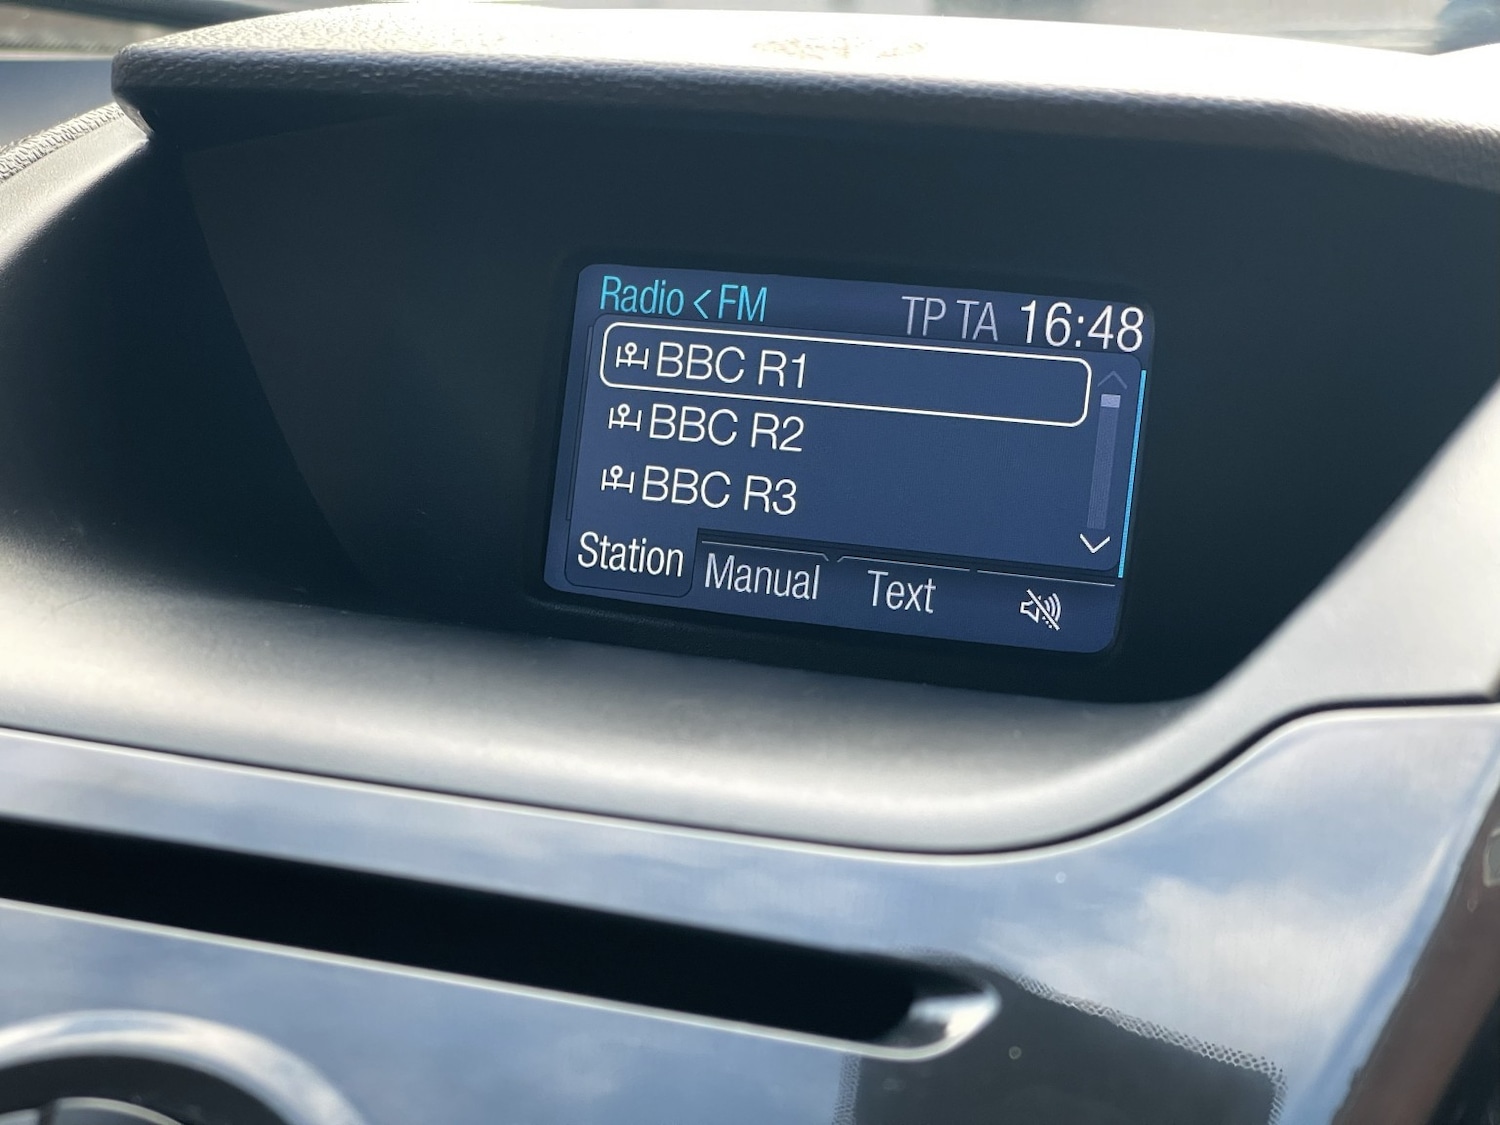 Radio < FM TP TA 16:48
BBC R1
BBC R2
BBC R3
Station Manual Text